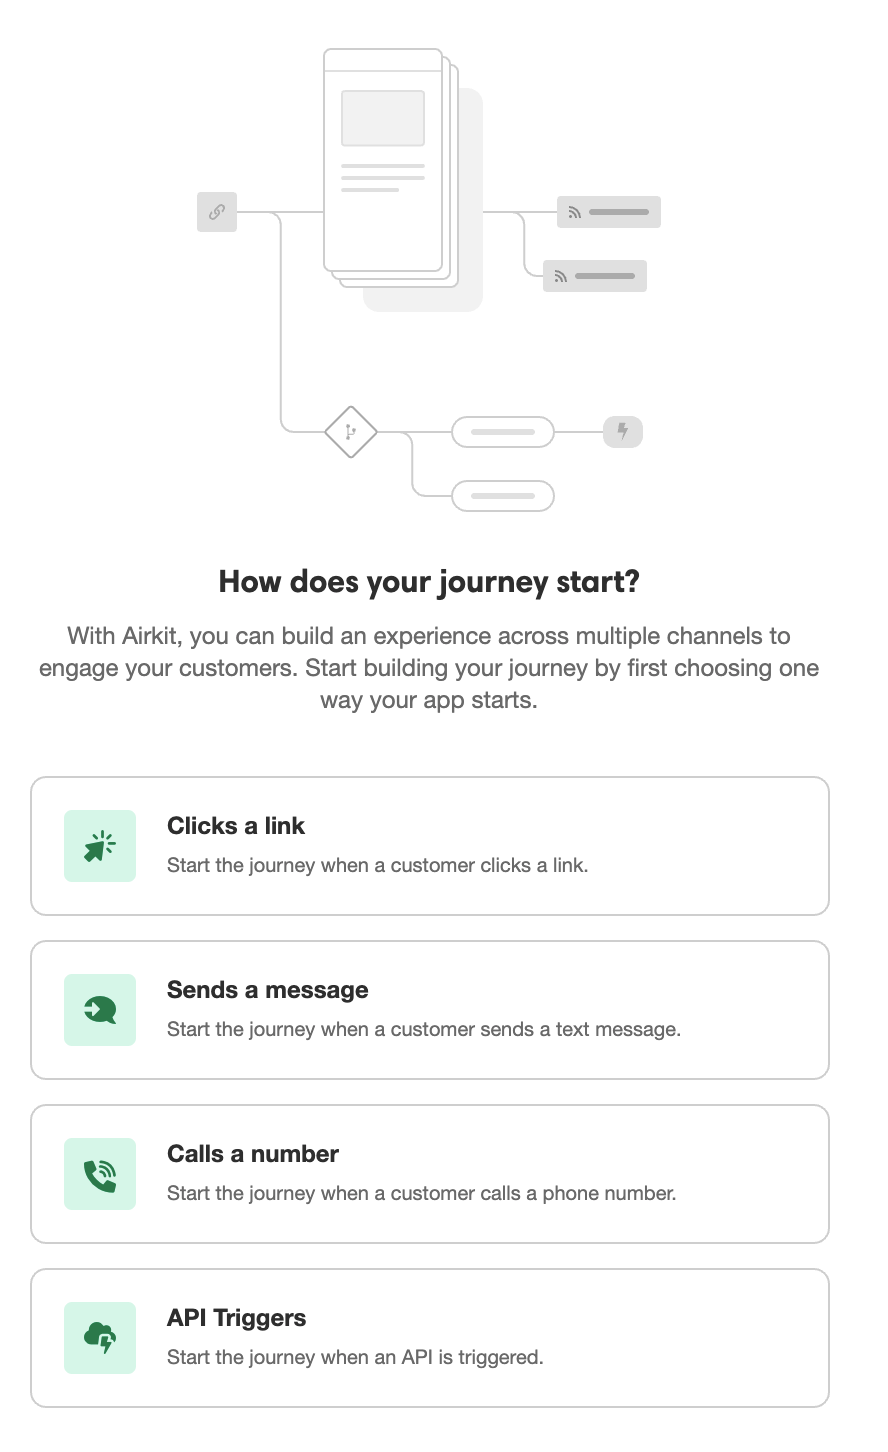 How does your journey start?
With Airkit, you can build an experience across multiple channels to
engage your customers. Start building your journey by first choosing one
way your app starts.
Clicks a link
Start the journey when a customer clicks a link.
Sends a message
Start the journey when a customer sends a text message.
Calls a number
Start the journey when a customer calls a phone number.
API Triggers
Start the journey when an API is triggered.